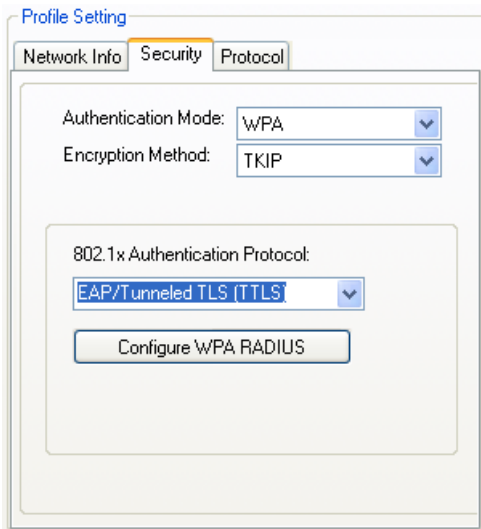 Profile Setting
Network Info Security Protocol
Authentication Mode: WPA
Encryption Method: TKIP
802.1x Authentication Protocol:
EAP/Tunneled TLS (TTLS)
Configure WPA RADIUS